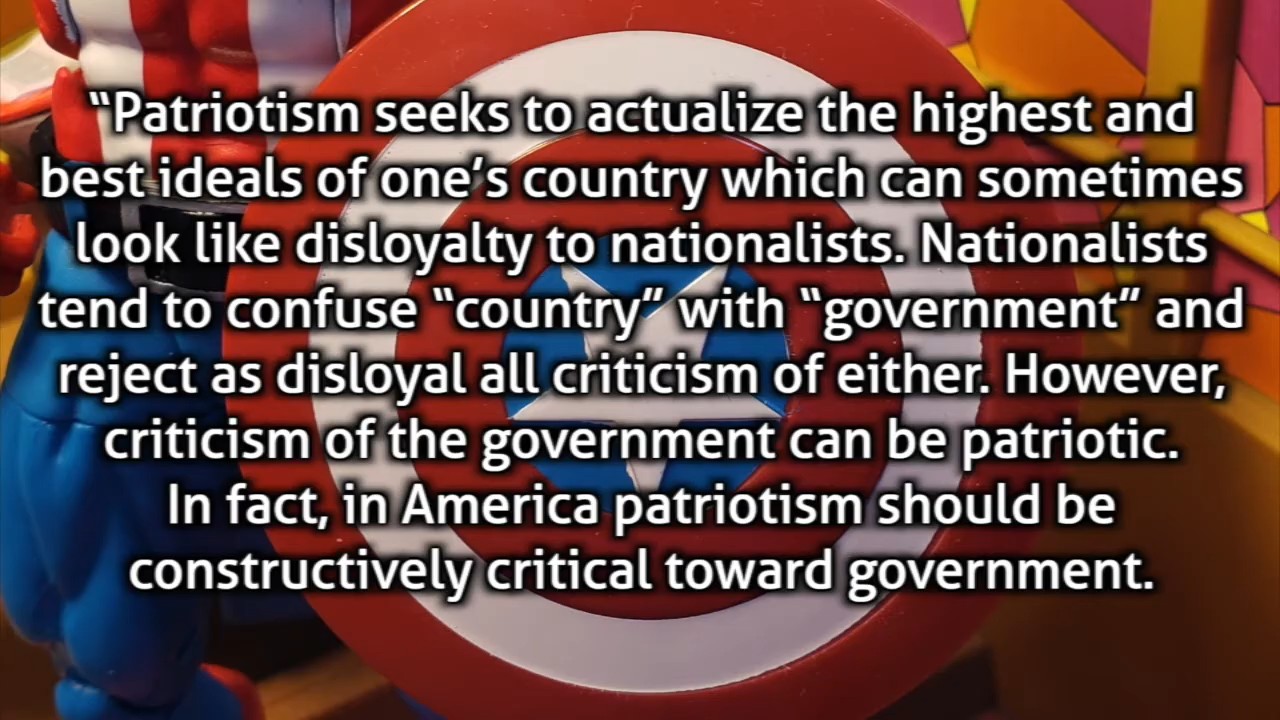 “Patriotism seeks to actualize the highest and
best ideals of one’s country which can sometimes
look like disloyalty to nationalists. Nationalists
tend to confuse “country” with “government” and
reject as disloyal all criticism of either. However,
criticism of the government can be patriotic.
In fact, in America patriotism should be
constructively critical toward government.